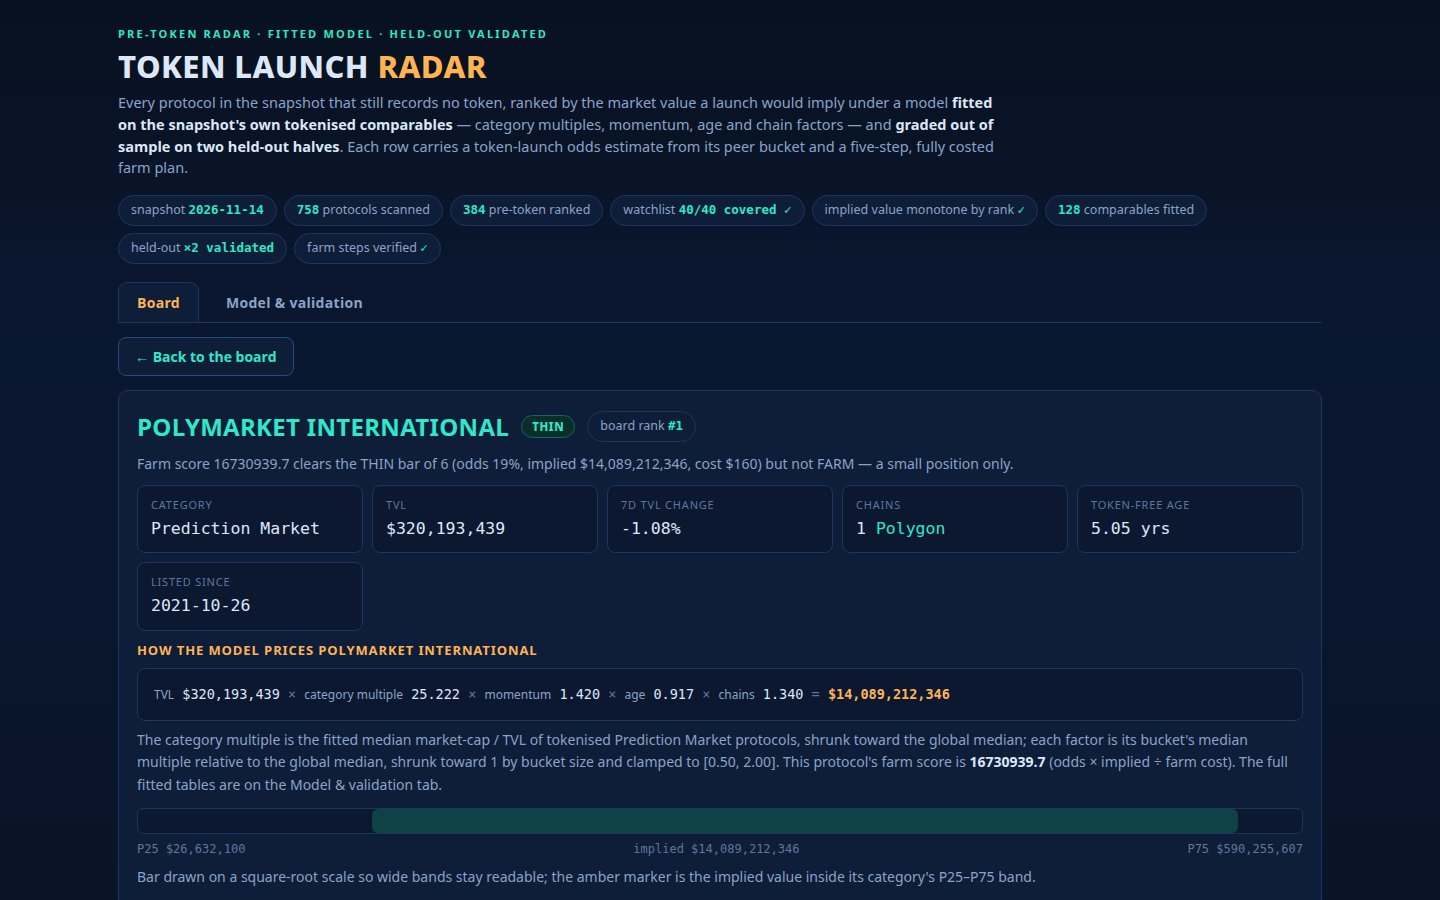 PRE-TOKEN RADAR · FITTED MODEL · HELD-OUT VALIDATED
TOKEN LAUNCH RADAR
Every protocol in the snapshot that still records no token, ranked by the market value a launch would imply under a model fitted
on the snapshot's own tokenised comparables — category multiples, momentum, age and chain factors — and graded out of
sample on two held-out halves. Each row carries a token-launch odds estimate from its peer bucket and a five-step, fully costed
farm plan.
snapshot 2026-11-14
758 protocols scanned
384 pre-token ranked
watchlist 40/40 covered ✓
implied value monotone by rank ✓
128 comparables fitted
held-out ×2 validated
farm steps verified ✓
Board
Model & validation
← Back to the board
POLYMARKET INTERNATIONAL THIN board rank #1
Farm score 16730939.7 clears the THIN bar of 6 (odds 19%, implied $14,089,212,346, cost $160) but not FARM — a small position only.
CATEGORY
Prediction Market
TVL
$320,193,439
7D TVL CHANGE
-1.08%
CHAINS
1 Polygon
TOKEN-FREE AGE
5.05 yrs
LISTED SINCE
2021-10-26
HOW THE MODEL PRICES POLYMARKET INTERNATIONAL
TVL $320,193,439 × category multiple 25.222 × momentum 1.420 × age 0.917 × chains 1.340 = $14,089,212,346
The category multiple is the fitted median market-cap / TVL of tokenised Prediction Market protocols, shrunk toward the global median; each factor is its bucket's median
multiple relative to the global median, shrunk toward 1 by bucket size and clamped to [0.50, 2.00]. This protocol's farm score is 16730939.7 (odds × implied ÷ farm cost). The full
fitted tables are on the Model & validation tab.
P25 $26,632,100
implied $14,089,212,346
P75 $590,255,607
Bar drawn on a square-root scale so wide bands stay readable; the amber marker is the implied value inside its category's P25–P75 band.